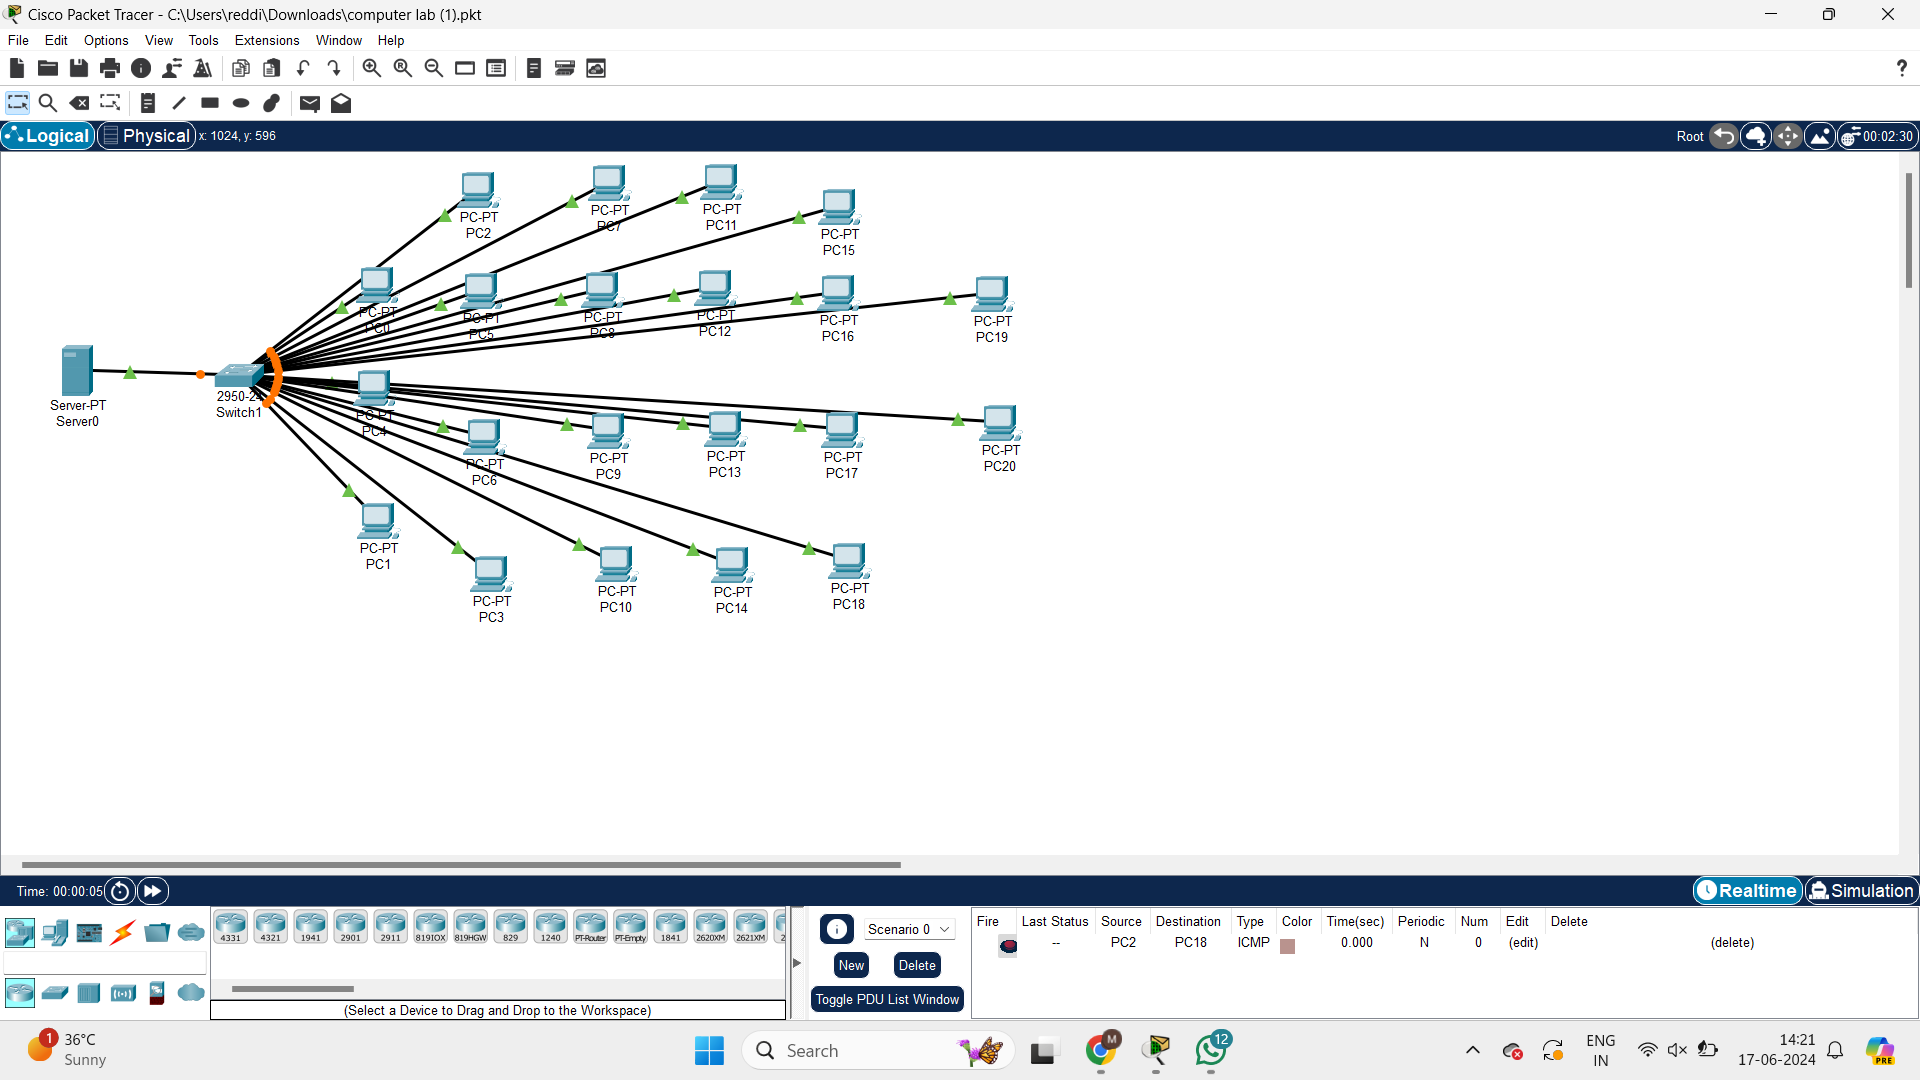 Cisco Packet Tracer - C:\Users\reddi\Downloads\computer lab (1).pkt
File Edit Options View Tools Extensions Window Help
?
Logical Physical x: 1024, y: 596 Root 00:02:30
PC-PT
PC2
PC-PT
PC7
PC-PT
PC11
PC-PT
PC15
PC-PT
PC0
PC-PT
PC5
PC-PT
PC8
PC-PT
PC12
PC-PT
PC16
PC-PT
PC19
Server-PT
Server0
2950-24
Switch1
PC-PT
PC4
PC-PT
PC6
PC-PT
PC9
PC-PT
PC13
PC-PT
PC17
PC-PT
PC20
PC-PT
PC1
PC-PT
PC3
PC-PT
PC10
PC-PT
PC14
PC-PT
PC18
Time: 00:00:05 Realtime Simulation
4331 4321 1941 2901 2911 819IOX 819HGW 829 1240 PT-Router PT-Empty 1841 2620XM 2621XM
(Select a Device to Drag and Drop to the Workspace)
Scenario 0
New Delete
Toggle PDU List Window
Fire Last Status Source Destination Type Color Time(sec) Periodic Num Edit Delete
-- PC2 PC18 ICMP 0.000 N 0 (edit) (delete)
1 36°C
Sunny
Search
M
12
ENG
IN
14:21
17-06-2024
PRE